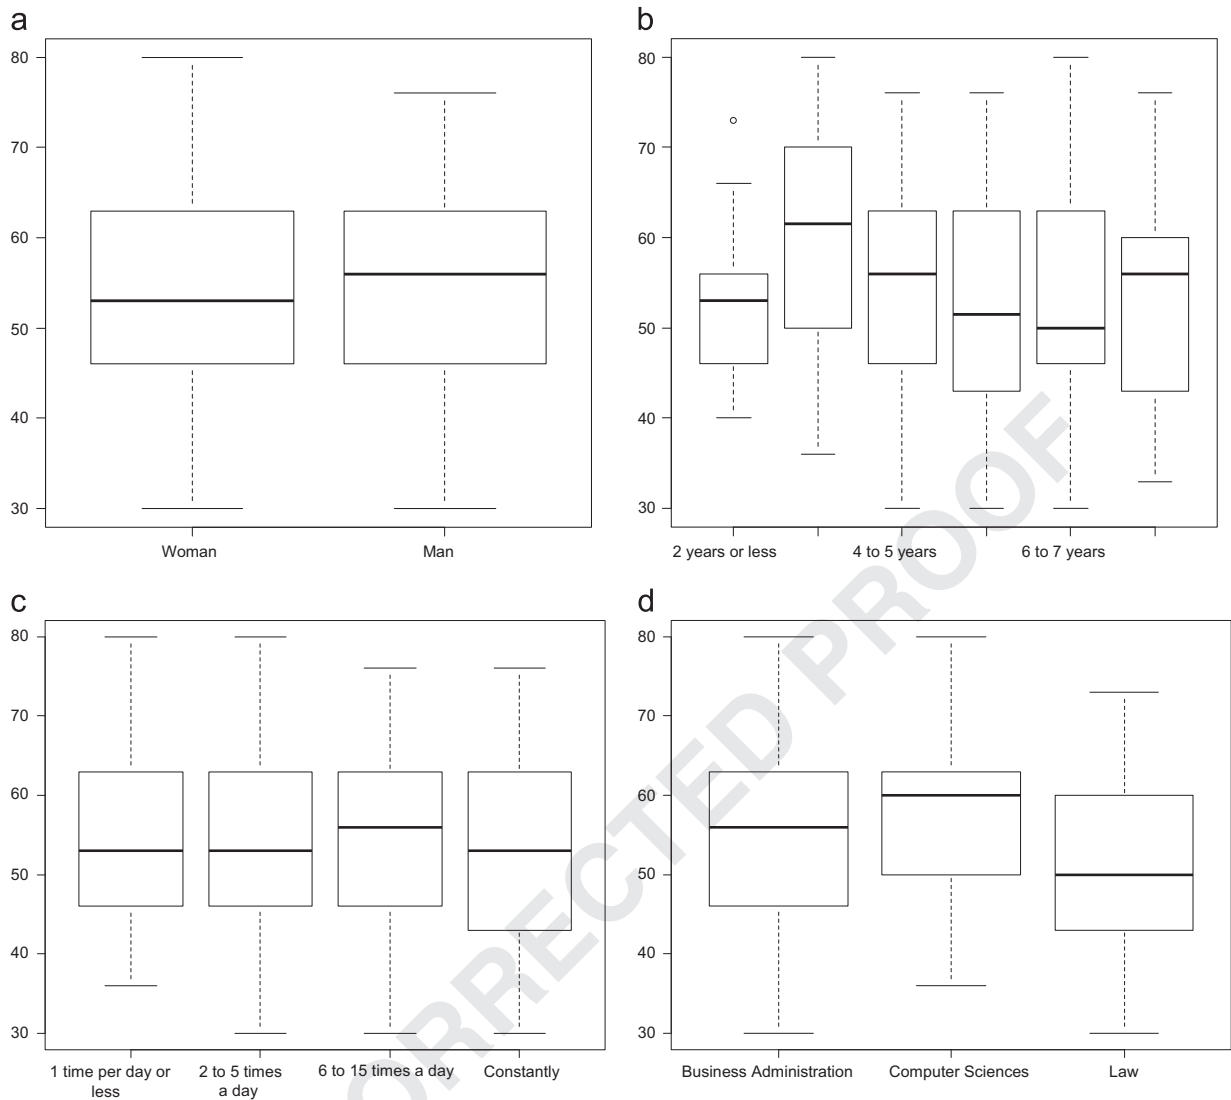 a
80
70
60
50
40
30
Woman Man
b
80
70
60
50
40
30
2 years or less 4 to 5 years 6 to 7 years
c
80
70
60
50
40
30
1 time per day or less
2 to 5 times a day
6 to 15 times a day
Constantly
d
80
70
60
50
40
30
Business Administration Computer Sciences Law
ORRECTED PROOF